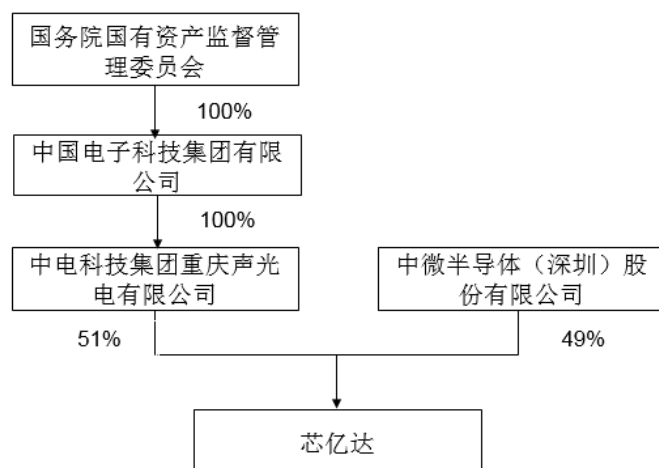 国务院国有资产监督管
理委员会
100%
中国电子科技集团有限
公司
100%
中电科技集团重庆声光
电有限公司
中微半导体（深圳）股
份有限公司
51%
49%
芯亿达